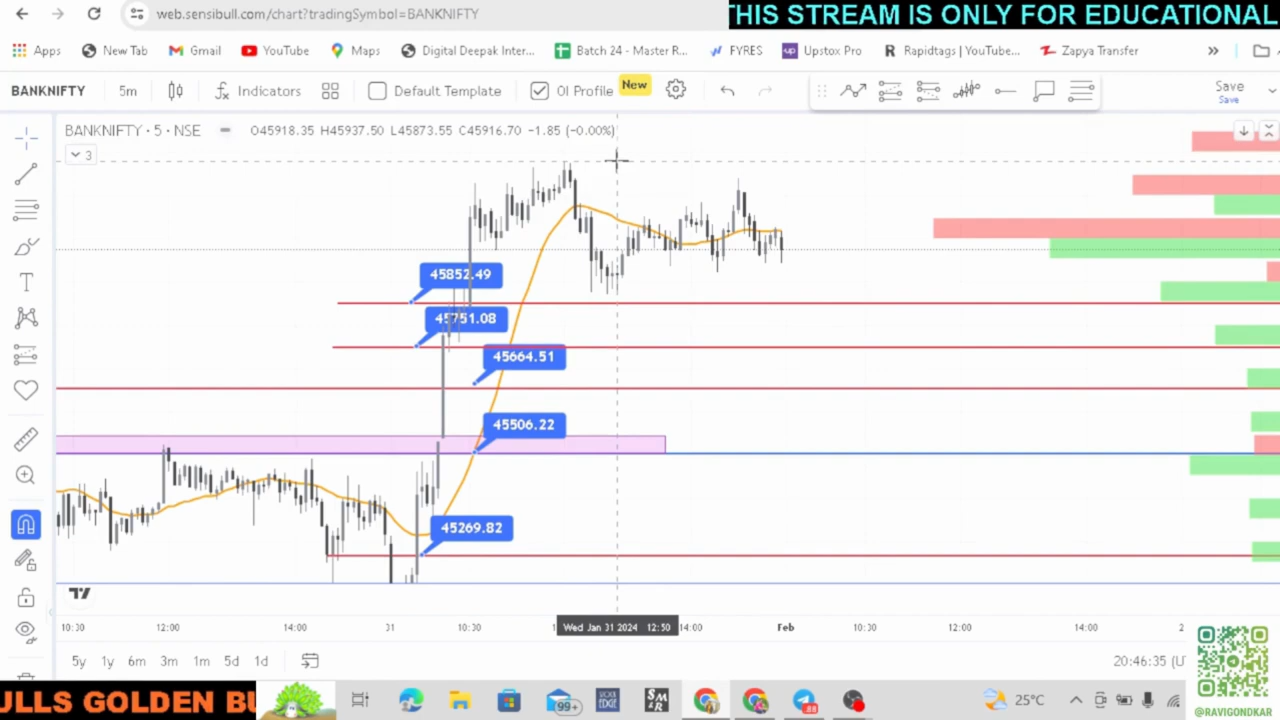 web.sensibull.com/chart?tradingSymbol=BANKNIFTY
THIS STREAM IS ONLY FOR EDUCATIONAL
Apps New Tab Gmail YouTube Maps Digital Deepak Inter... Batch 24 - Master R... FYRES Upstox Pro Rapidtags | YouTube... Zapya Transfer »
BANKNIFTY 5m Indicators Default Template OI Profile New Save
Save
BANKNIFTY · 5 · NSE O45918.35 H45937.50 L45873.55 C45916.70 -1.85 (-0.00%)
3
45852.49
45751.08
45664.51
45506.22
45269.82
10:30 12:00 14:00 31 10:30 Wed Jan 31 2024 12:50 14:00 Feb 10:30 12:00 14:00
5y 1y 6m 3m 1m 5d 1d 20:46:35
ULLS GOLDEN BU
99+
25°C
@RAVIGONDKAR